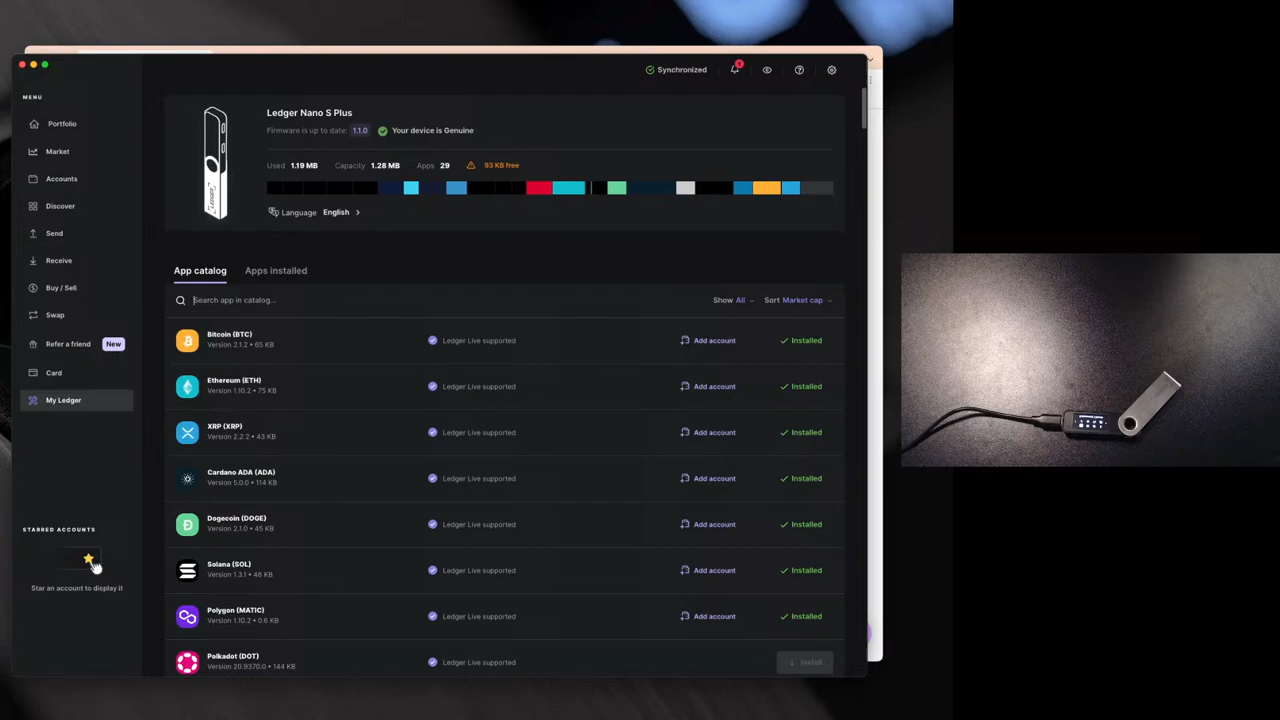 Synchronized
1
MENU
Portfolio
Market
Accounts
Discover
Send
Receive
Buy / Sell
Swap
Refer a friend New
Card
My Ledger
STARRED ACCOUNTS
Star an account to display it
Ledger Nano S Plus
Firmware is up to date: 1.1.0 Your device is Genuine
Used 1.19 MB Capacity 1.28 MB Apps 29 93 KB free
Language English
App catalog Apps installed
Search app in catalog... Show All Sort Market cap
Bitcoin (BTC)
Version 2.1.2 • 65 KB
Ledger Live supported Add account Installed
Ethereum (ETH)
Version 1.10.2 • 75 KB
Ledger Live supported Add account Installed
XRP (XRP)
Version 2.2.2 • 43 KB
Ledger Live supported Add account Installed
Cardano ADA (ADA)
Version 5.0.0 • 114 KB
Ledger Live supported Add account Installed
Dogecoin (DOGE)
Version 2.1.0 • 45 KB
Ledger Live supported Add account Installed
Solana (SOL)
Version 1.3.1 • 46 KB
Ledger Live supported Add account Installed
Polygon (MATIC)
Version 1.10.2 • 0.6 KB
Ledger Live supported Add account Installed
Polkadot (DOT)
Version 20.9370.0 • 144 KB
Ledger Live supported Install